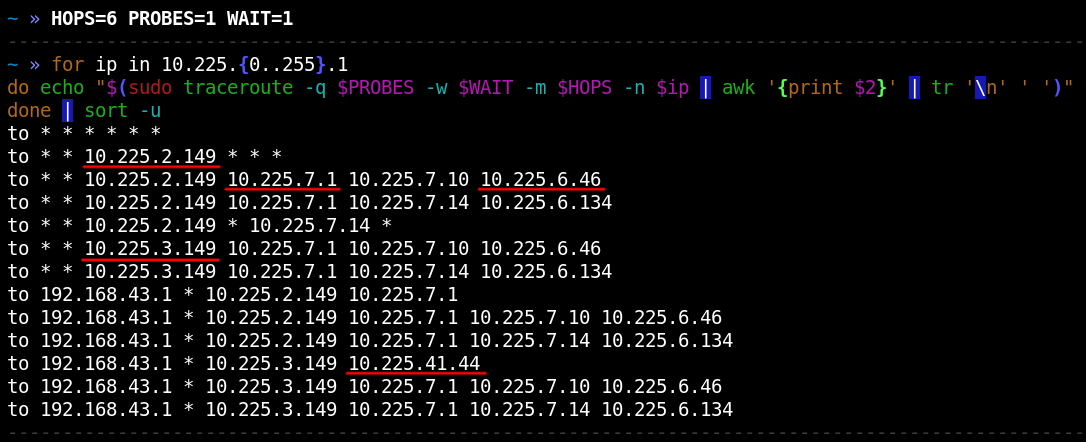 ~ » HOPS=6 PROBES=1 WAIT=1
~ » for ip in 10.225.{0..255}.1
do echo "$(sudo traceroute -q $PROBES -w $WAIT -m $HOPS -n $ip | awk '{print $2}' | tr '\n' ' ')"
done | sort -u
to * * * * * *
to * * 10.225.2.149 * * *
to * * 10.225.2.149 10.225.7.1 10.225.7.10 10.225.6.46
to * * 10.225.2.149 10.225.7.1 10.225.7.14 10.225.6.134
to * * 10.225.2.149 * 10.225.7.14 *
to * * 10.225.3.149 10.225.7.1 10.225.7.10 10.225.6.46
to * * 10.225.3.149 10.225.7.1 10.225.7.14 10.225.6.134
to 192.168.43.1 * 10.225.2.149 10.225.7.1
to 192.168.43.1 * 10.225.2.149 10.225.7.1 10.225.7.10 10.225.6.46
to 192.168.43.1 * 10.225.2.149 10.225.7.1 10.225.7.14 10.225.6.134
to 192.168.43.1 * 10.225.3.149 10.225.41.44
to 192.168.43.1 * 10.225.3.149 10.225.7.1 10.225.7.10 10.225.6.46
to 192.168.43.1 * 10.225.3.149 10.225.7.1 10.225.7.14 10.225.6.134